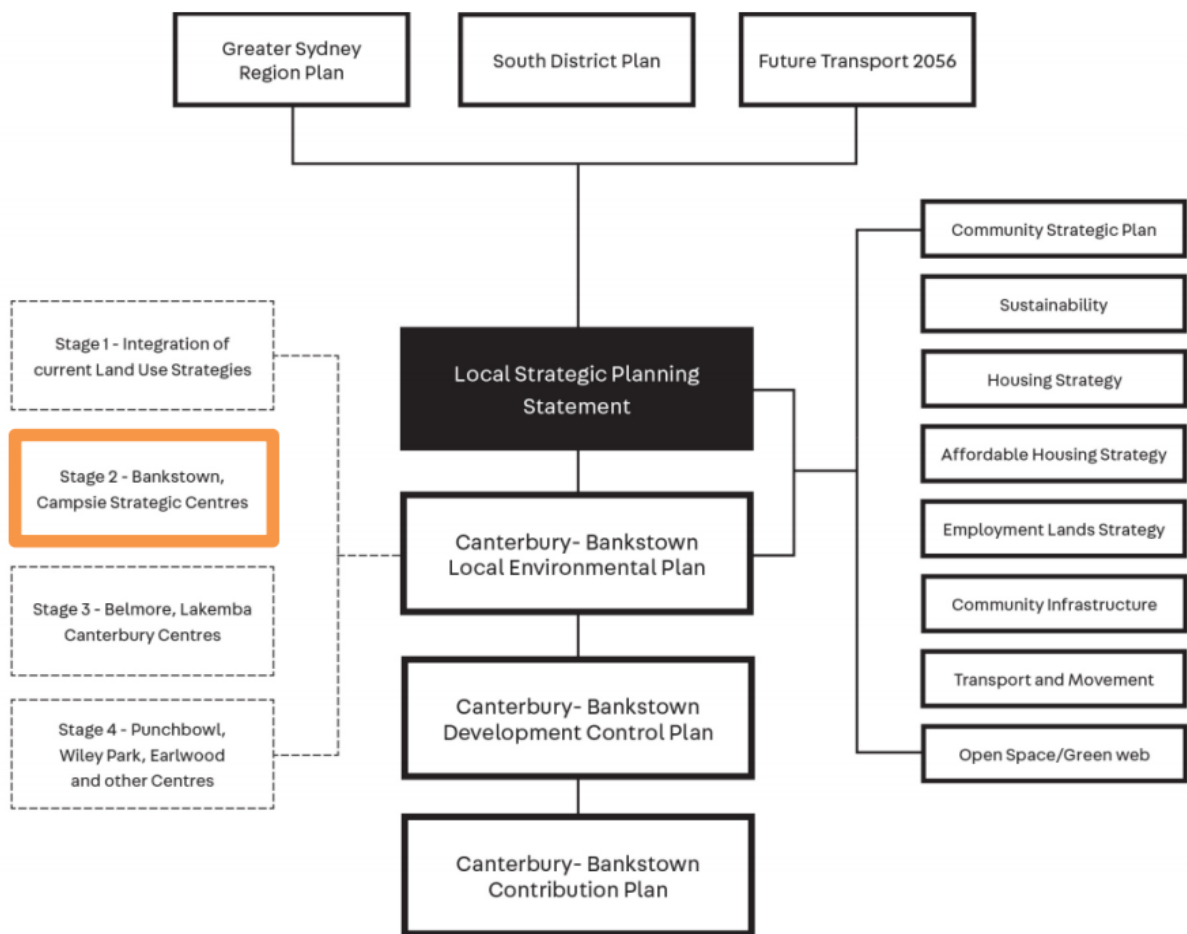 Greater Sydney
Region Plan
South District Plan
Future Transport 2056
Stage 1 - Integration of
current Land Use Strategies
Stage 2 - Bankstown,
Campsie Strategic Centres
Stage 3 - Belmore, Lakemba
Canterbury Centres
Stage 4 - Punchbowl,
Wiley Park, Earlwood
and other Centres
Local Strategic Planning
Statement
Canterbury- Bankstown
Local Environmental Plan
Canterbury- Bankstown
Development Control Plan
Canterbury- Bankstown
Contribution Plan
Community Strategic Plan
Sustainability
Housing Strategy
Affordable Housing Strategy
Employment Lands Strategy
Community Infrastructure
Transport and Movement
Open Space/Green web